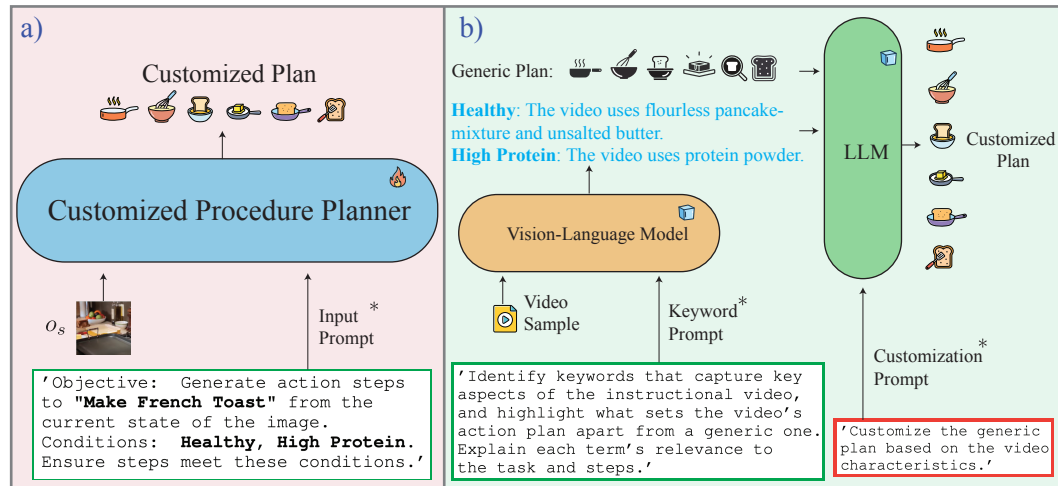 a)
Customized Plan
Customized Procedure Planner
oₛ
Input *
Prompt
'Objective: Generate action steps
to "Make French Toast" from the
current state of the image.
Conditions: Healthy, High Protein.
Ensure steps meet these conditions.'
b)
Generic Plan:
Healthy: The video uses flourless pancake-
mixture and unsalted butter.
High Protein: The video uses protein powder.
Vision-Language Model
Video
Sample
Keyword*
Prompt
'Identify keywords that capture key
aspects of the instructional video,
and highlight what sets the video's
action plan apart from a generic one.
Explain each term's relevance to
the task and steps.'
LLM
Customized
Plan
Customization*
Prompt
'Customize the generic
plan based on the video
characteristics.'